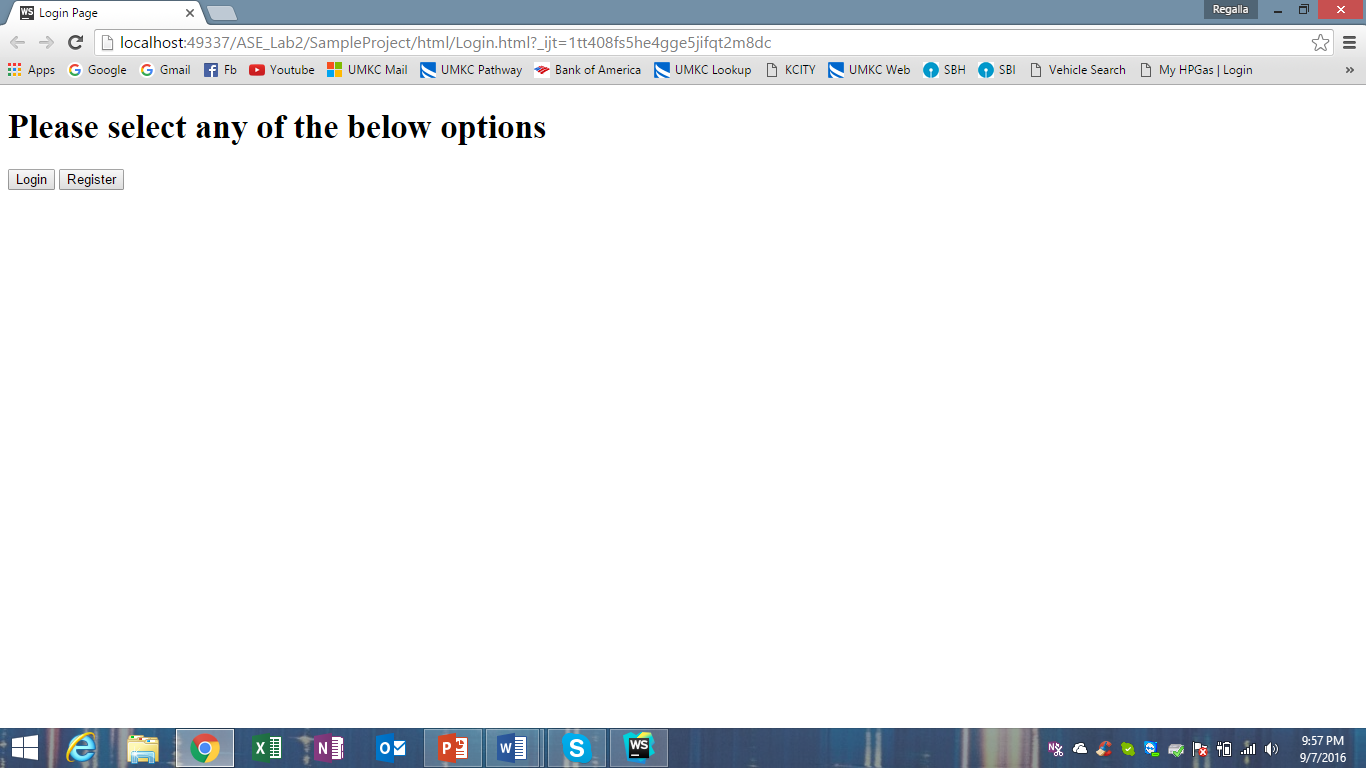 WS Login Page
Regalla
localhost:49337/ASE_Lab2/SampleProject/html/Login.html?_ijt=1tt408fs5he4gge5jifqt2m8dc
Apps Google Gmail Fb Youtube UMKC Mail UMKC Pathway Bank of America UMKC Lookup KCITY UMKC Web SBH SBI Vehicle Search My HPGas | Login »
Please select any of the below options
Login Register
9:57 PM
9/7/2016